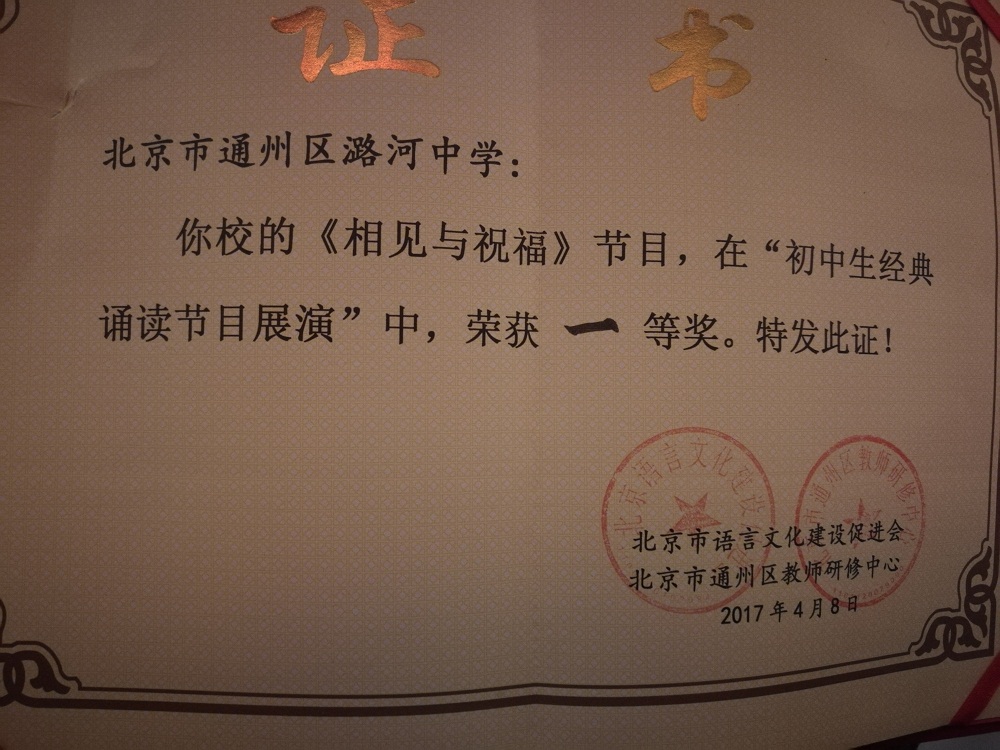 证书
北京市通州区潞河中学：
你校的《相见与祝福》节目，在“初中生经典
诵读节目展演”中，荣获 一 等奖。特发此证！
北京市语言文化建设促进会
北京市通州区教师研修中心
2017年4月8日